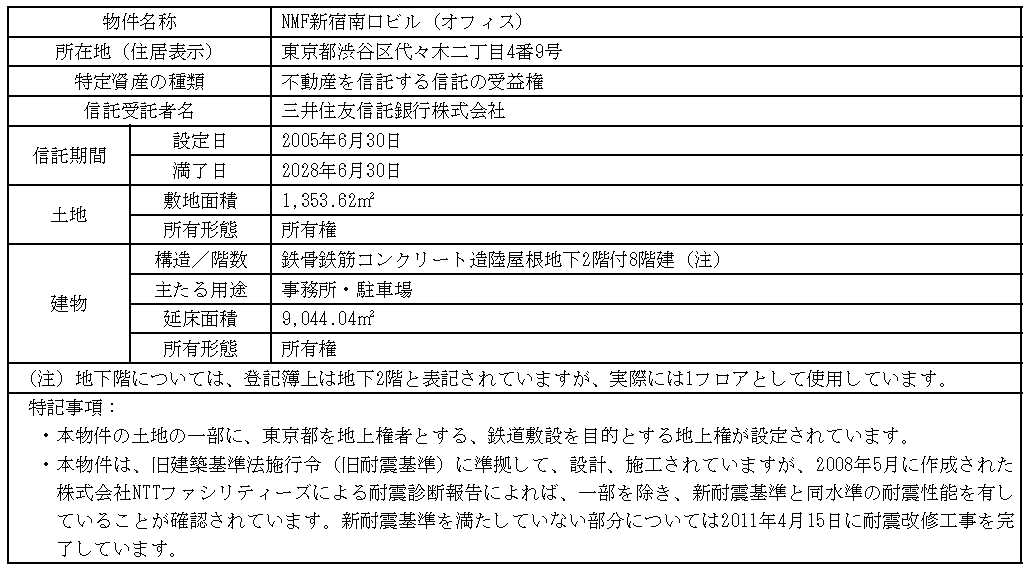 物件名称 NMF新宿南口ビル（オフィス）
所在地（住居表示） 東京都渋谷区代々木二丁目4番9号
特定資産の種類 不動産を信託する信託の受益権
信託受託者名 三井住友信託銀行株式会社
信託期間 設定日 2005年6月30日
満了日 2028年6月30日
土地 敷地面積 1,353.62㎡
所有形態 所有権
建物 構造／階数 鉄骨鉄筋コンクリート造陸屋根地下2階付8階建（注）
主たる用途 事務所・駐車場
延床面積 9,044.04㎡
所有形態 所有権
（注）地下階については、登記簿上は地下2階と表記されていますが、実際には1フロアとして使用しています。
特記事項：
・本物件の土地の一部に、東京都を地上権者とする、鉄道敷設を目的とする地上権が設定されています。
・本物件は、旧建築基準法施行令（旧耐震基準）に準拠して、設計、施工されていますが、2008年5月に作成された
株式会社NTTファシリティーズによる耐震診断報告によれば、一部を除き、新耐震基準と同水準の耐震性能を有し
ていることが確認されています。新耐震基準を満たしていない部分については2011年4月15日に耐震改修工事を完
了しています。